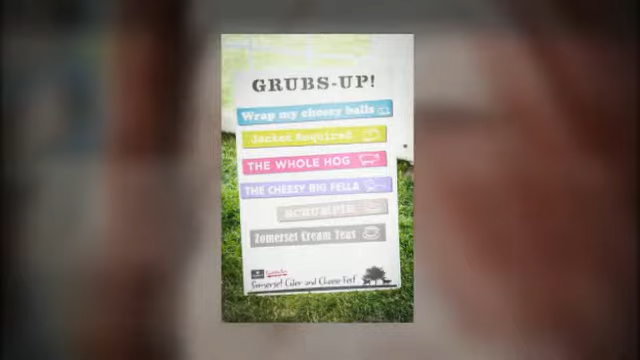 GRUBS-UP!
Wrap my cheesy balls
Jacket Required
THE WHOLE HOG
THE CHEESY BIG FELLA
SCRUMPIE
Zomerset Cream Teas
Somerset Cider and Cheese Fest